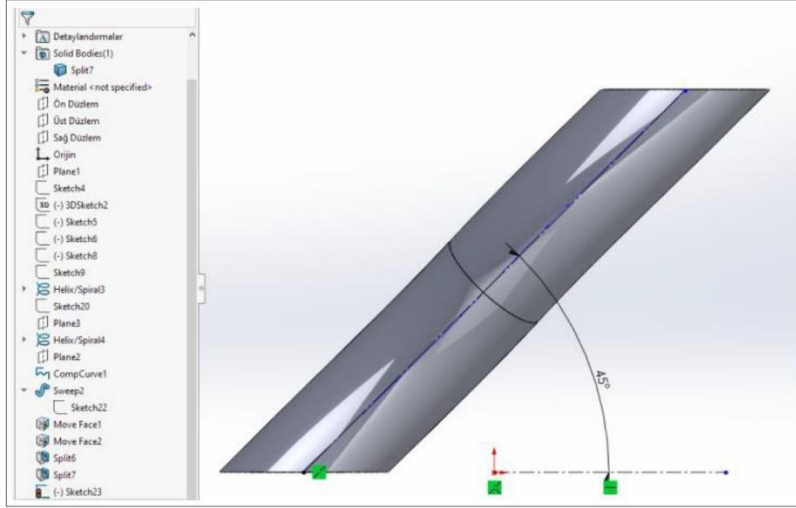 Detaylandırmalar
Solid Bodies(1)
Split7
Material <not specified>
Ön Düzlem
Üst Düzlem
Sağ Düzlem
Orijin
Plane1
Sketch4
3D (-) 3DSketch2
(-) Sketch5
(-) Sketch6
(-) Sketch8
Sketch9
Helix/Spiral3
Sketch20
Plane3
Helix/Spiral4
Plane2
CompCurve1
Sweep2
Sketch22
Move Face1
Move Face2
Split6
Split7
(-) Sketch23
45°